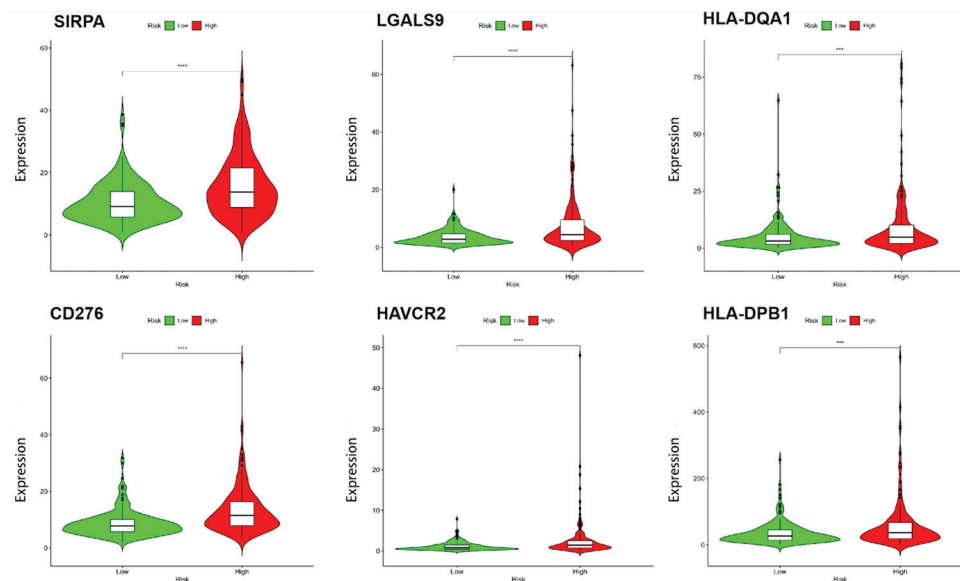 SIRPA
Risk Low High
60
40
20
0
Expression
****
Low High
Risk
LGALS9
Risk Low High
60
40
20
0
Expression
****
Low High
Risk
HLA-DQA1
Risk Low High
75
50
25
0
Expression
***
Low High
Risk
CD276
Risk Low High
60
40
20
0
Expression
****
Low High
Risk
HAVCR2
Risk Low High
50
40
30
20
10
0
Expression
****
Low High
Risk
HLA-DPB1
Risk Low High
600
400
200
0
Expression
***
Low High
Risk